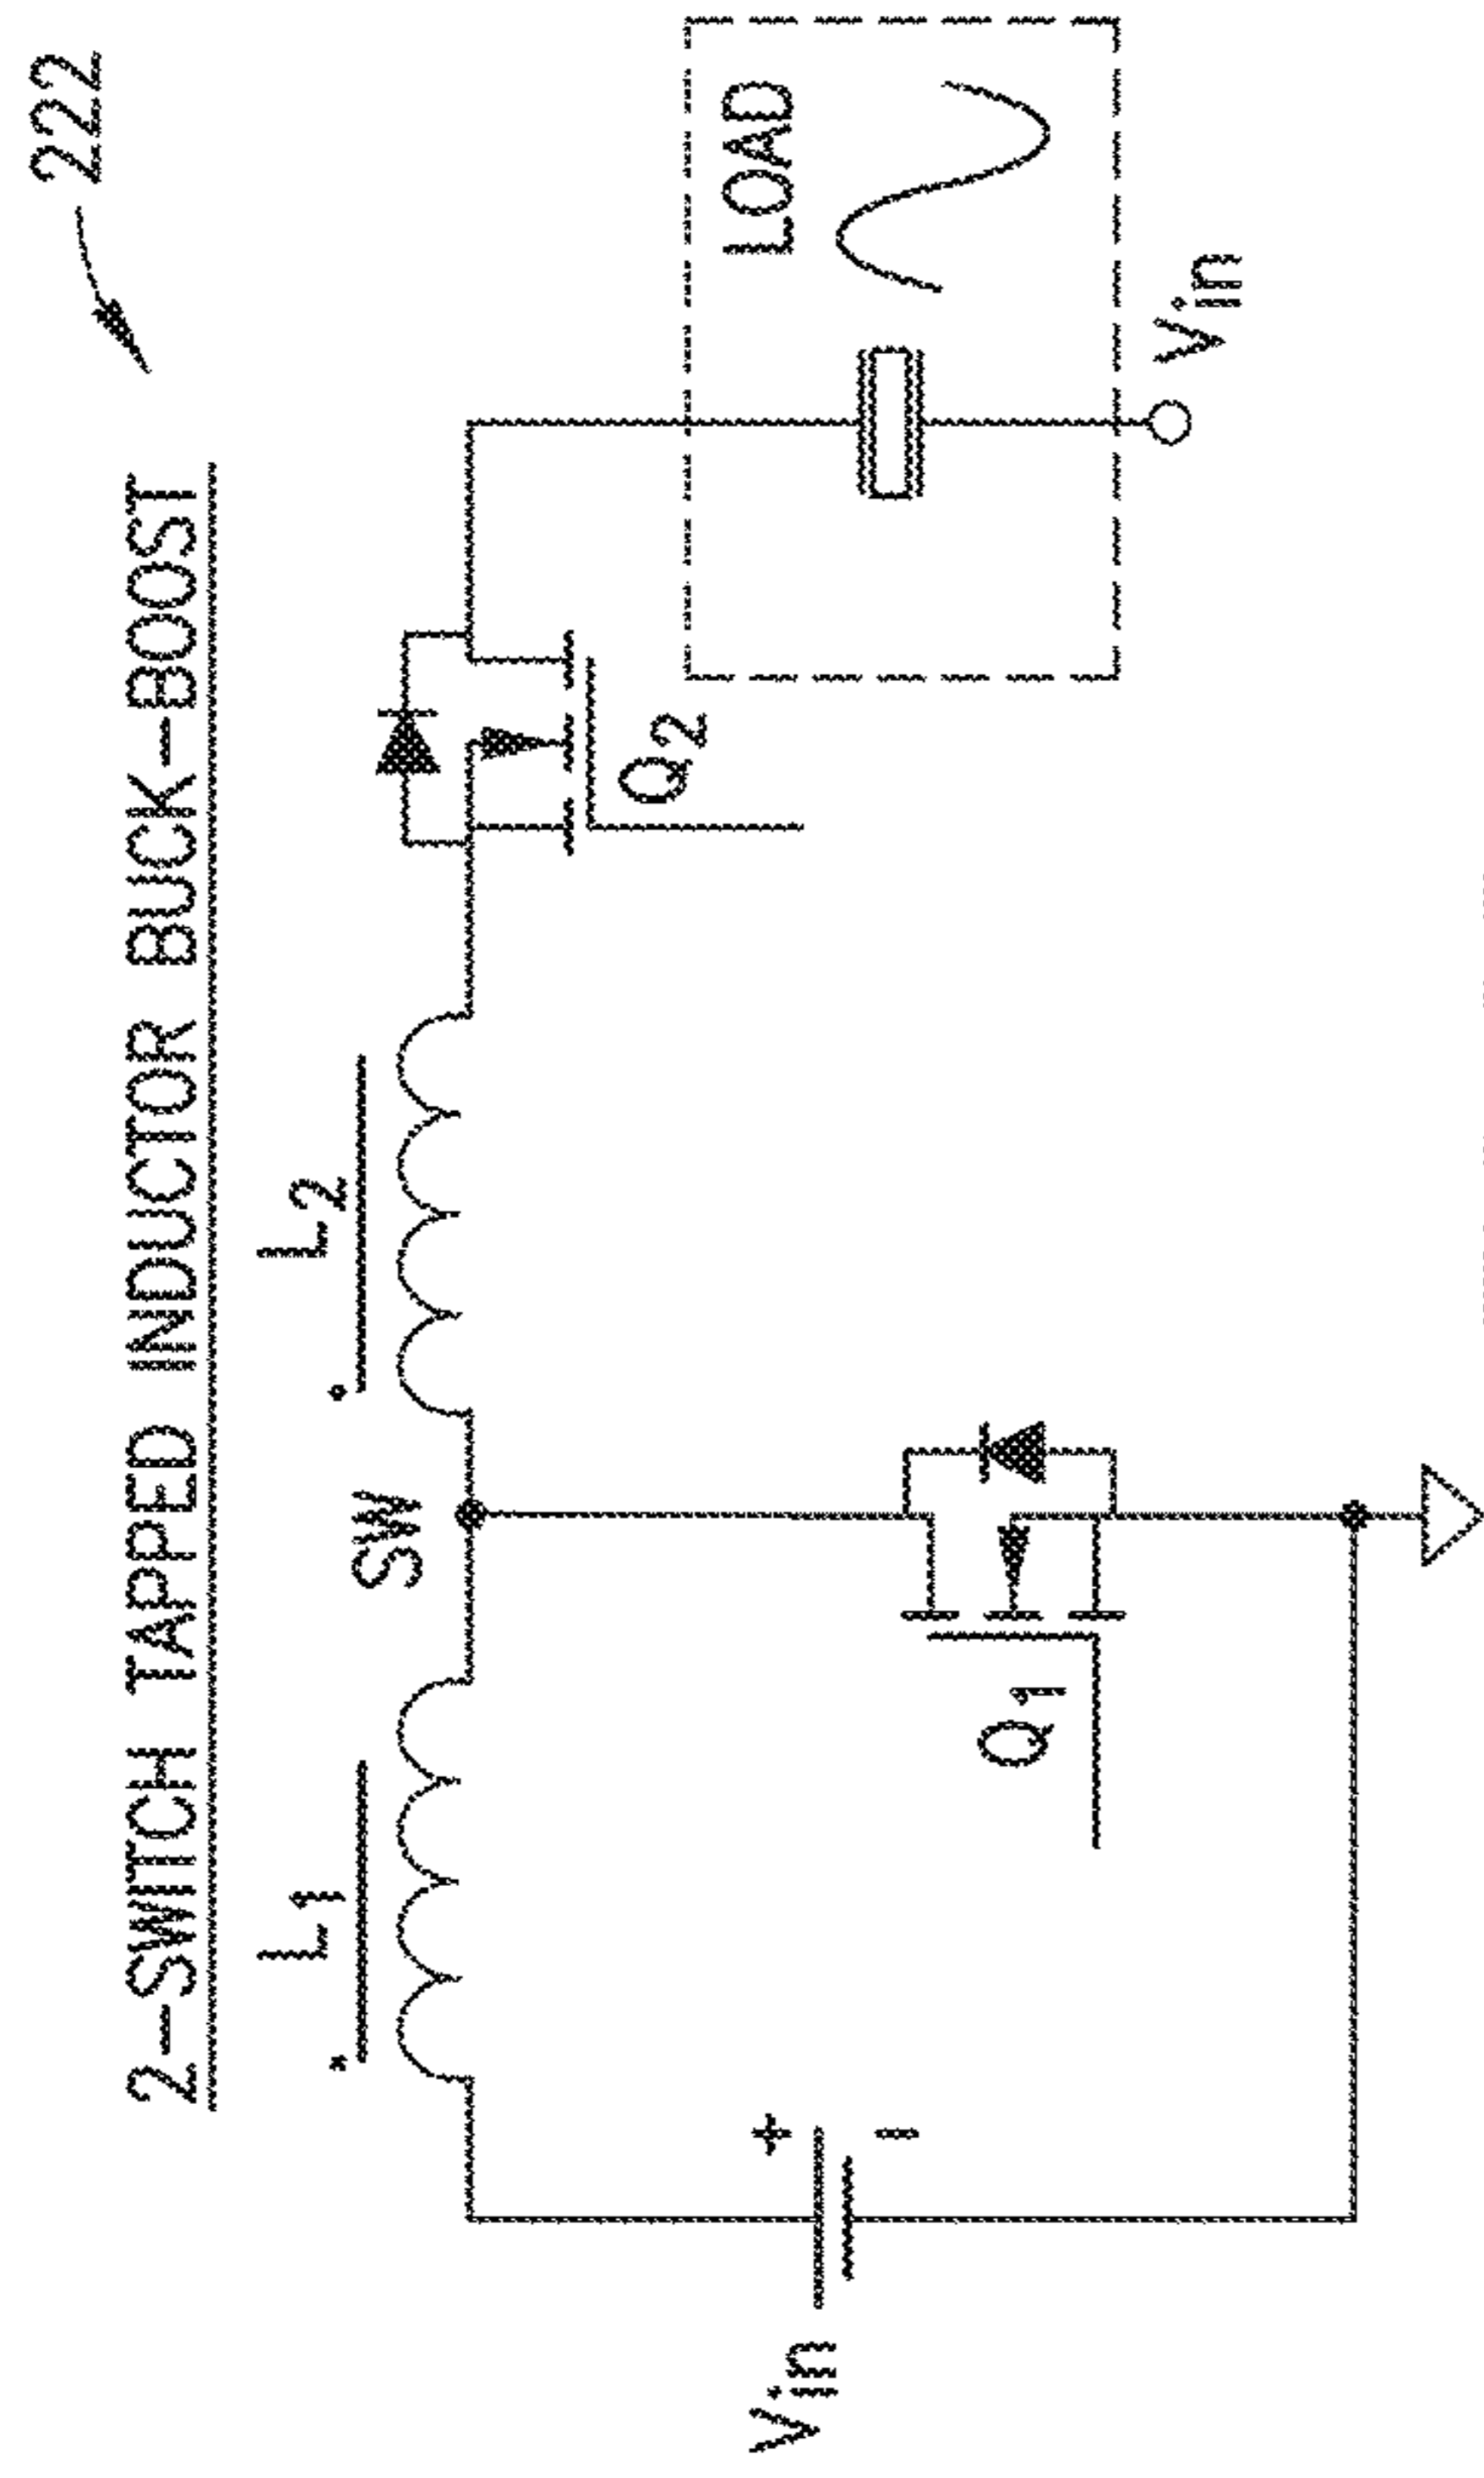 222
2-SWITCH TAPPED INDUCTOR BUCK-BOOST
L1
L2
SW
Q2
LOAD
Vin
+
-
Q1
Vin